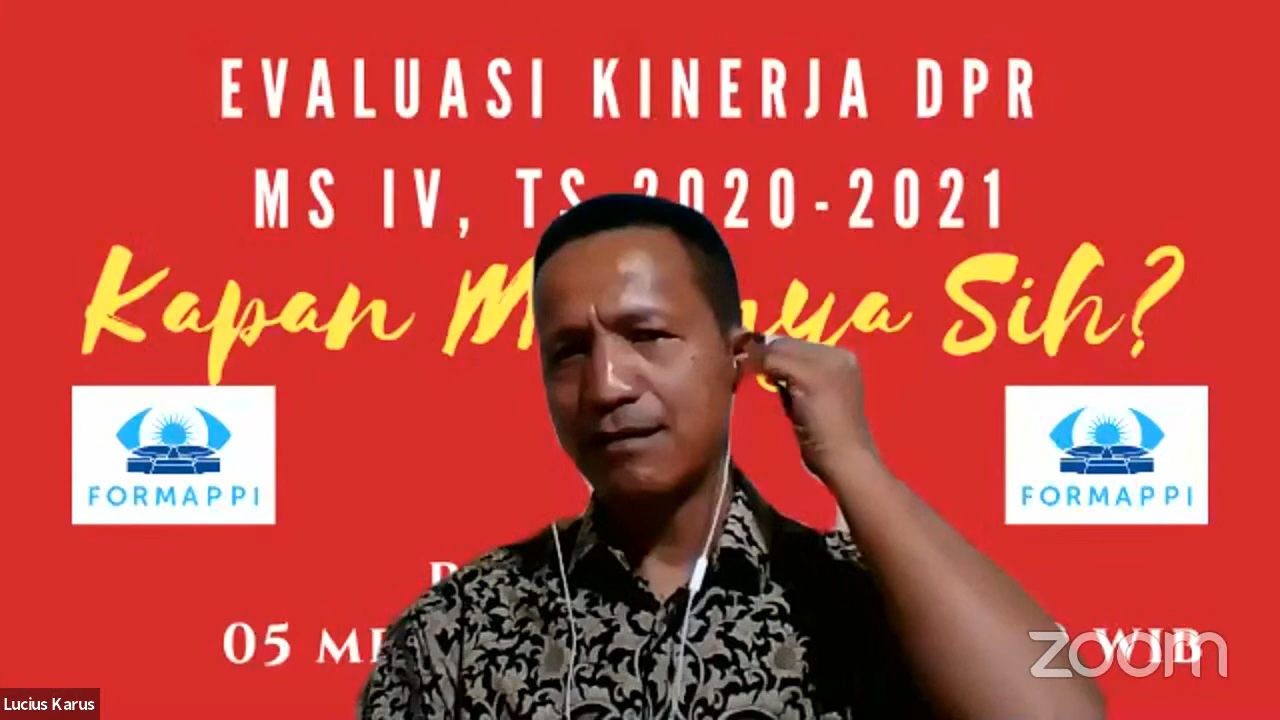 EVALUASI KINERJA DPR
MS IV, TS 2020-2021
Kapan Sih?
FORMAPPI
FORMAPPI
05
WIB
zoom
Lucius Karus